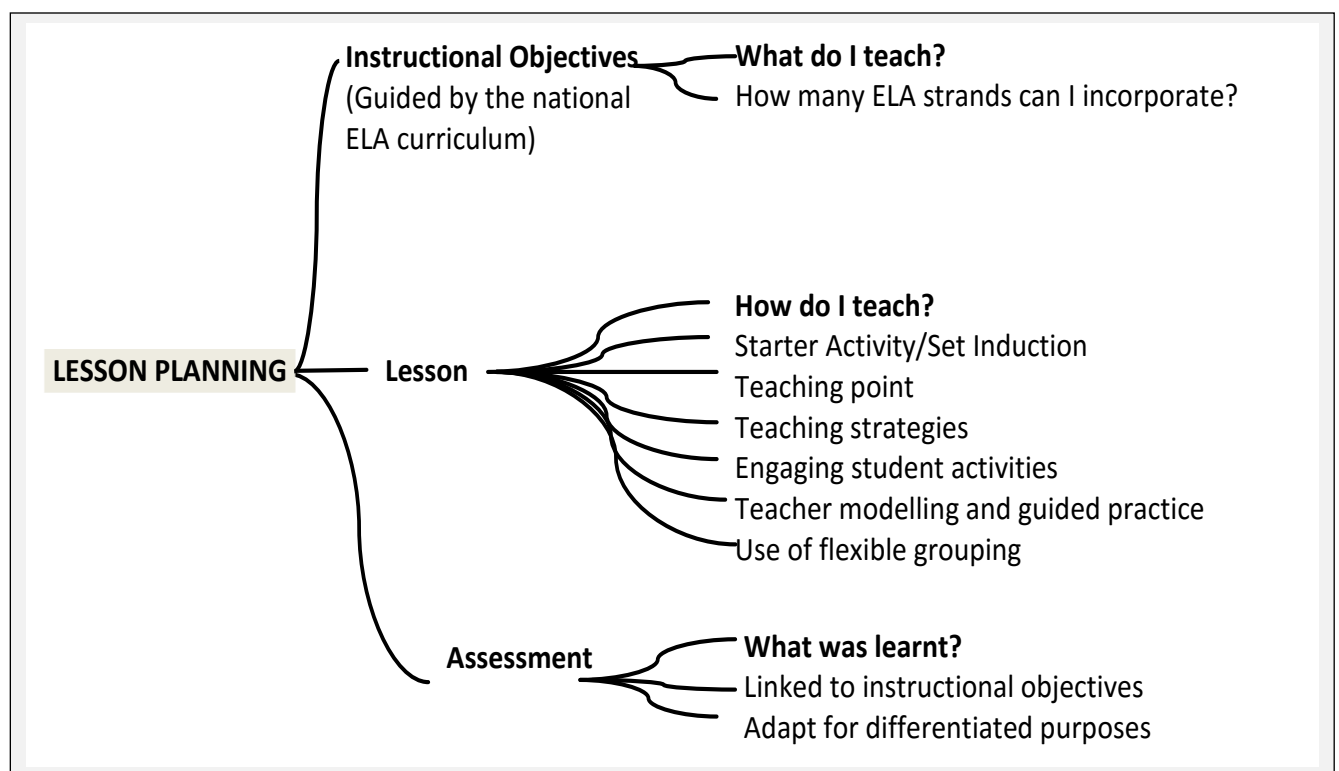 Instructional Objectives
(Guided by the national
ELA curriculum)
What do I teach?
How many ELA strands can I incorporate?
LESSON PLANNING
Lesson
How do I teach?
Starter Activity/Set Induction
Teaching point
Teaching strategies
Engaging student activities
Teacher modelling and guided practice
Use of flexible grouping
Assessment
What was learnt?
Linked to instructional objectives
Adapt for differentiated purposes